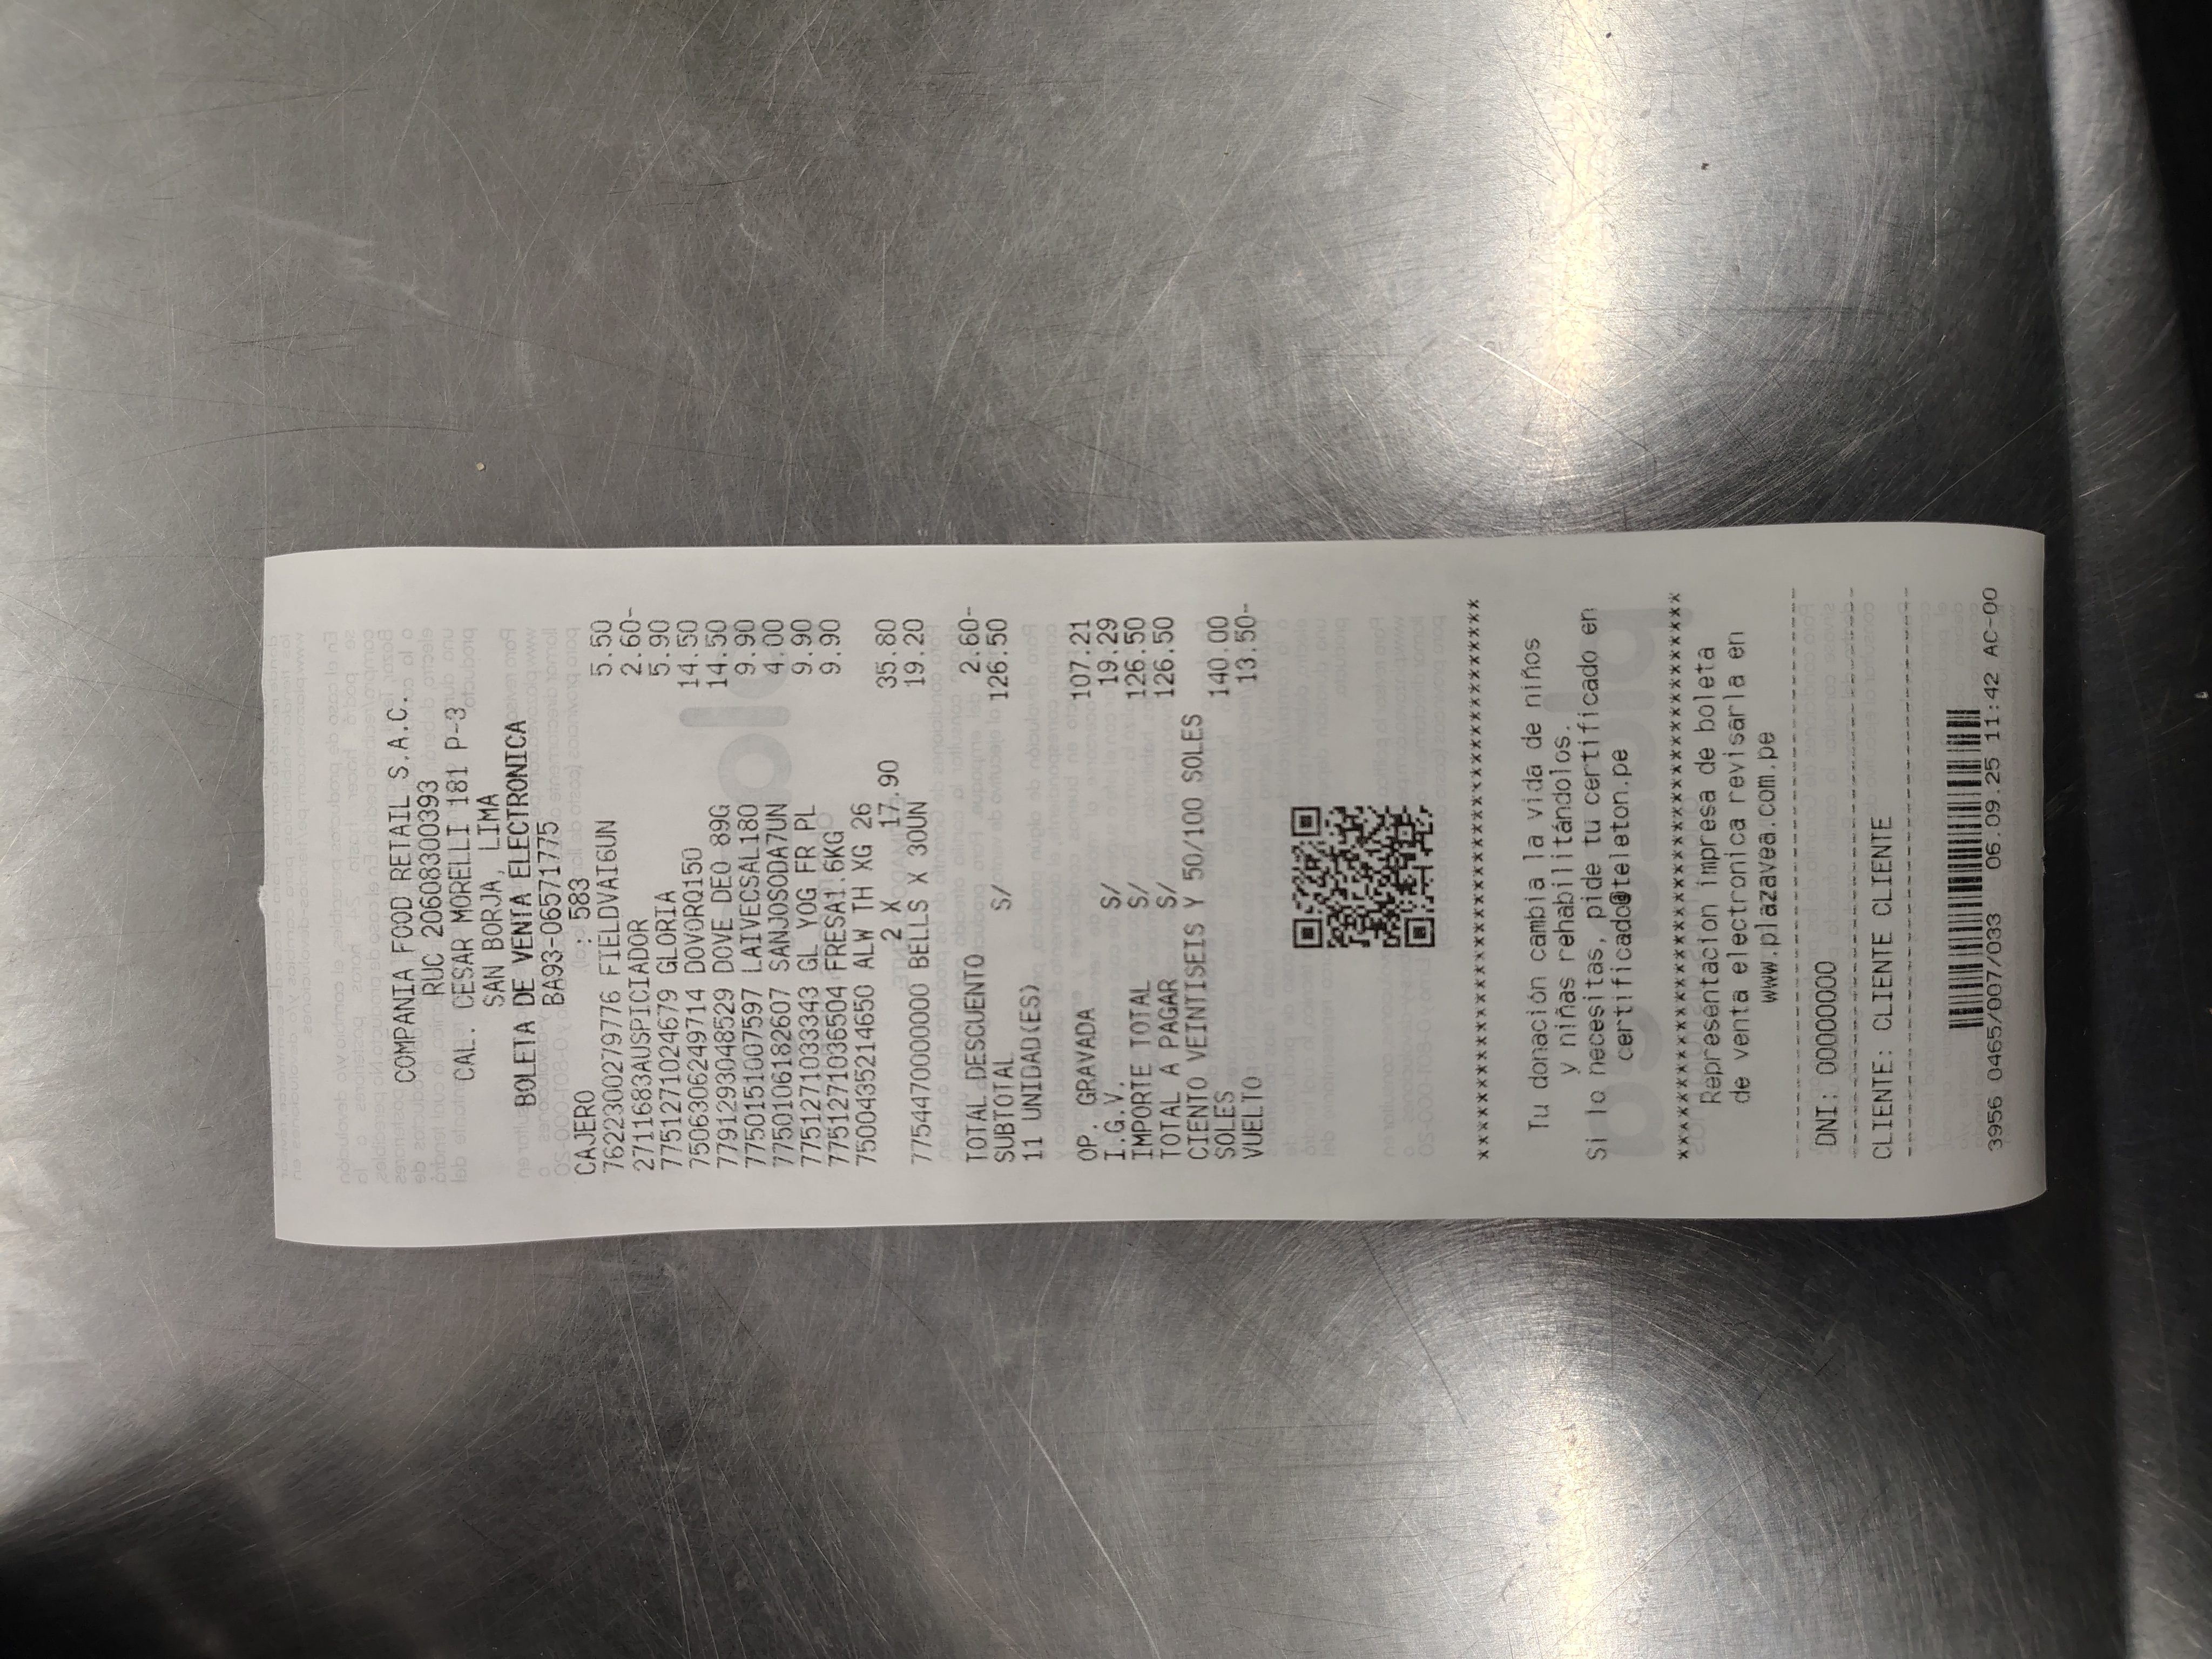 COMPANIA FOOD RETAIL S.A.C.
RUC 20608300393
CAL. CESAR MORELLI 181 P-3
SAN BORJA, LIMA
BOLETA DE VENTA ELECTRONICA
BA93-06571775
CAJERO : 583
7622300279776 FIELDVAI6UN 5.50
2711683AUSPICIADOR 2.60-
7751271024679 GLORIA 5.90
7506306249714 DOVORQ150 14.50
7791293048529 DOVE DEO 89G 14.50
7750151007597 LAIVECSAL180 9.90
7750106182607 SANJOSODA7UN 4.00
7751271033343 GL YOG FR PL 9.90
7751271036504 FRESA1.6KG 9.90
7500435214650 ALW TH XG 26
2 X 17.90 35.80
7754470000000 BELLS X 30UN 19.20
TOTAL DESCUENTO 2.60-
SUBTOTAL S/ 126.50
11 UNIDAD(ES)
OP. GRAVADA 107.21
I.G.V. S/ 19.29
IMPORTE TOTAL S/ 126.50
TOTAL A PAGAR S/ 126.50
CIENTO VEINTISEIS Y 50/100 SOLES
SOLES 140.00
VUELTO 13.50-
****************************************
Tu donación cambia la vida de niños
y niñas rehabilitándolos.
Si lo necesitas, pide tu certificado en
certificado@teleton.pe
****************************************
Representacion impresa de boleta
de venta electronica revisarla en
www.plazavea.com.pe
----------------------------------------
DNI: 00000000
----------------------------------------
CLIENTE: CLIENTE CLIENTE
----------------------------------------
3956 0465/007/033 06.09.25 11:42 AC-00